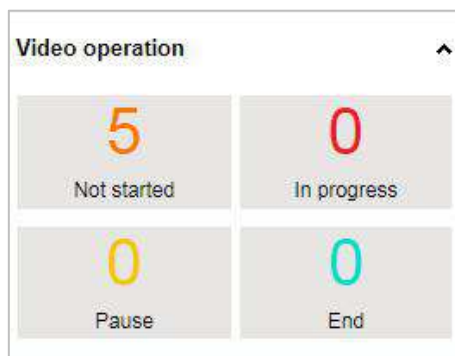 Video operation
5 0
Not started In progress
0 0
Pause End